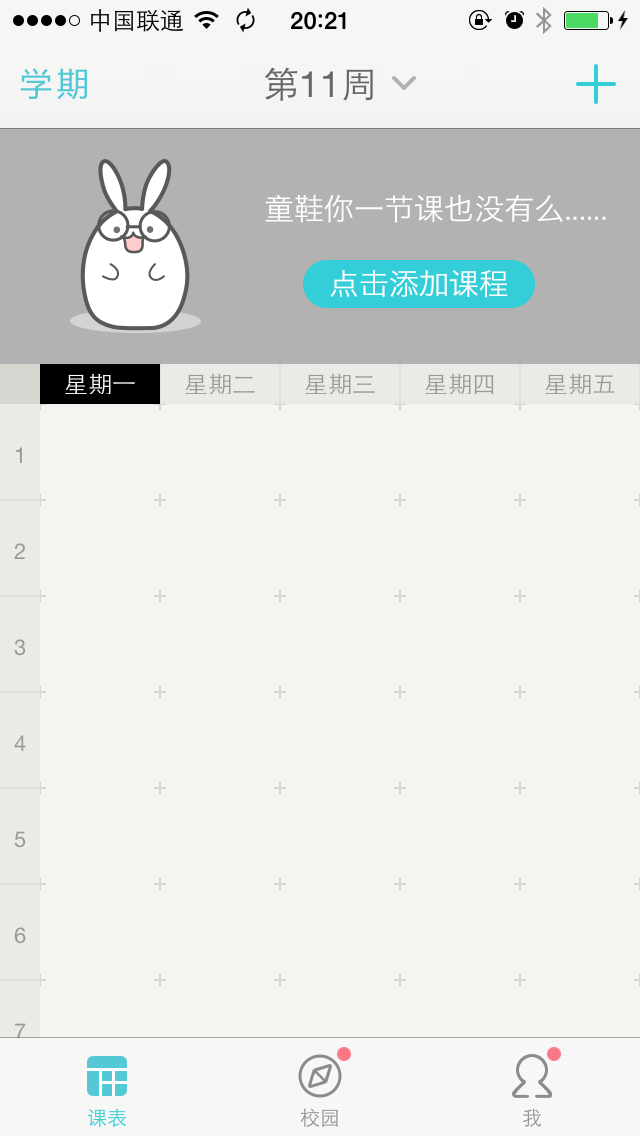 中国联通 20:21
学期 第11周
童鞋你一节课也没有么......
点击添加课程
星期一 星期二 星期三 星期四 星期五
1
2
3
4
5
6
7
课表 校园 我